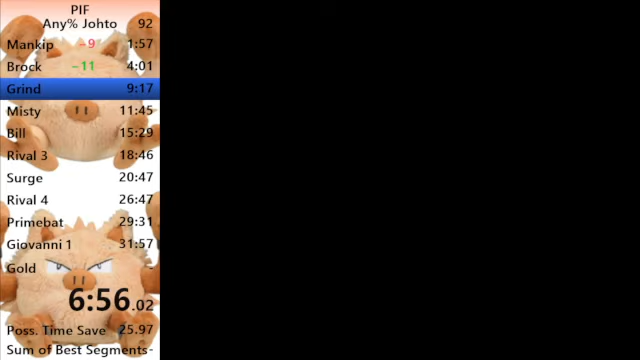 PIF
Any% Johto 92
Mankip -9 1:57
Brock -11 4:01
Grind 9:17
Misty 11:45
Bill 15:29
Rival 3 18:46
Surge 20:47
Rival 4 26:47
Primebat 29:31
Giovanni 1 31:57
Gold -
6:56.02
Poss. Time Save 25.97
Sum of Best Segments-